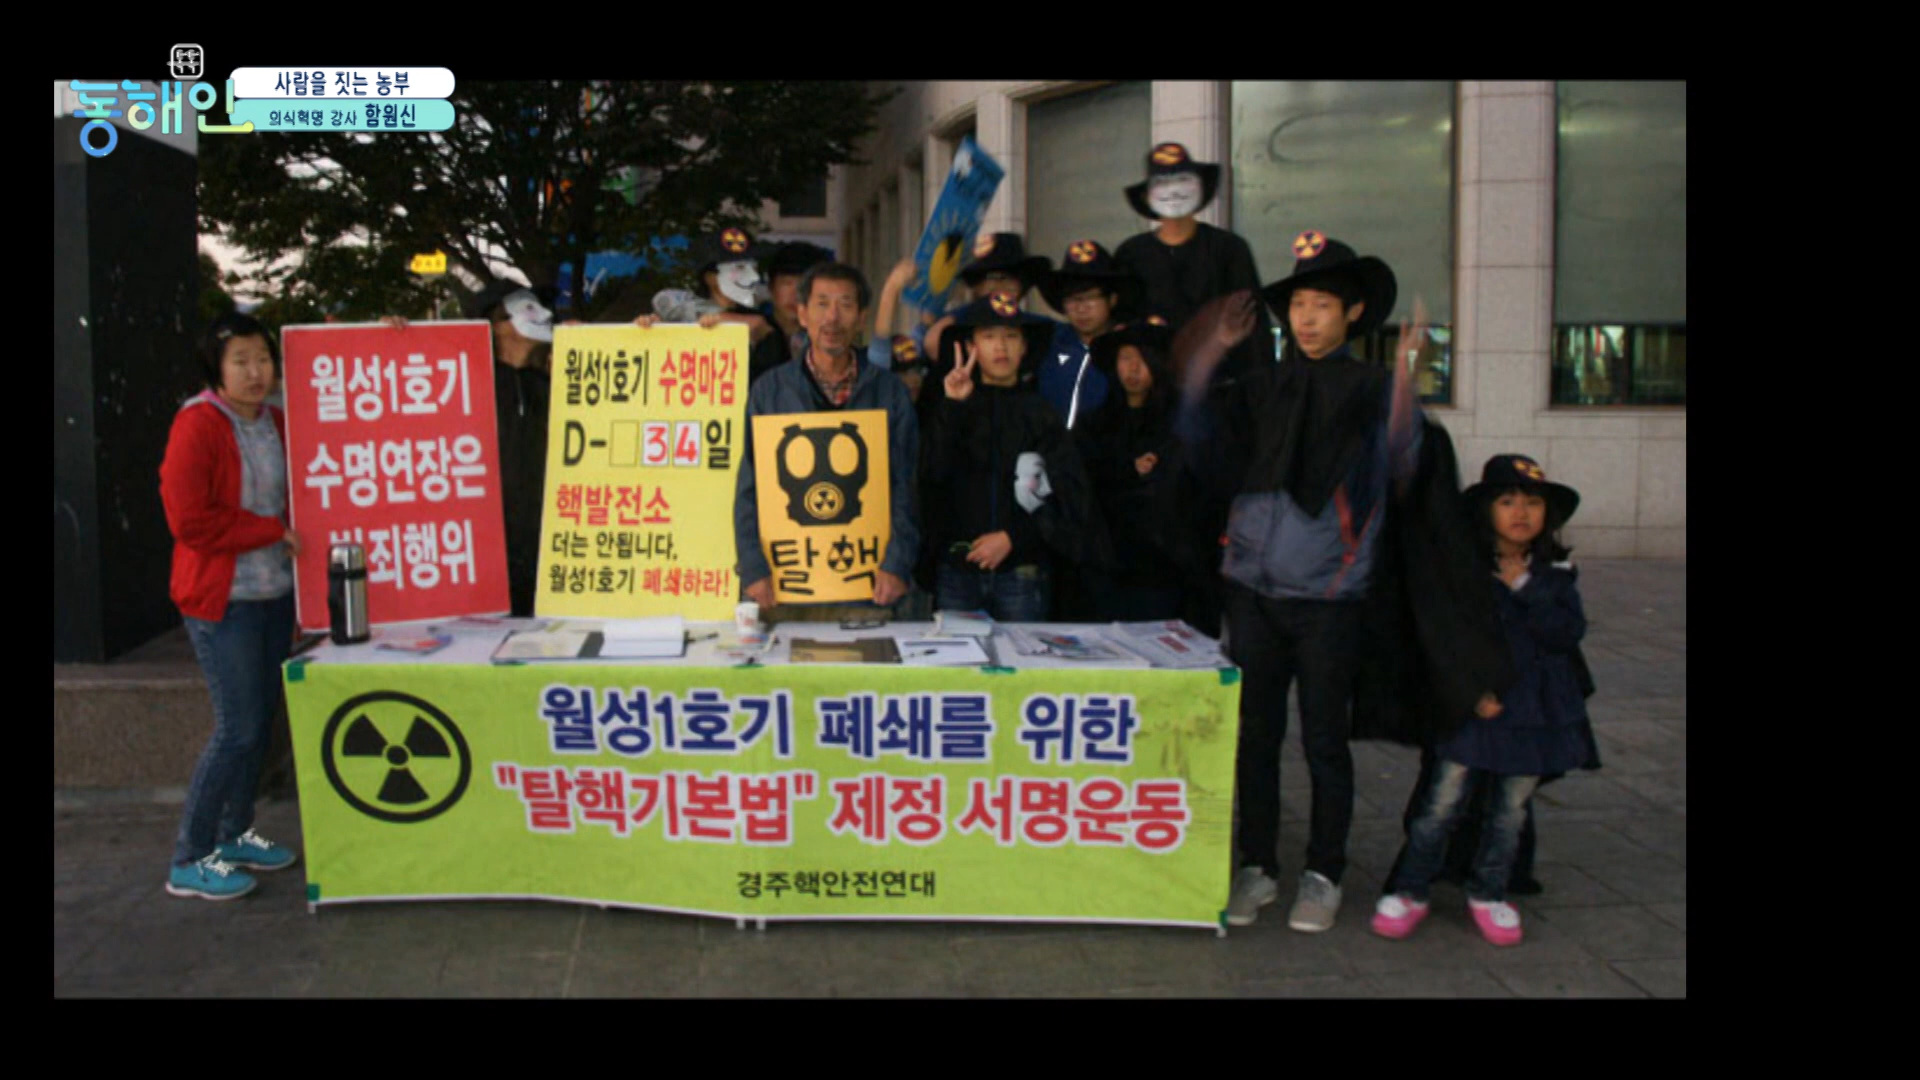 동해인
사람을 짓는 농부
의식혁명 강사 함원신
월성1호기
수명연장은
범죄행위
월성1호기 수명마감
D- 34일
핵발전소
더는 안됩니다.
월성1호기 폐쇄하라!
탈핵
월성1호기 폐쇄를 위한
"탈핵기본법" 제정 서명운동
경주핵안전연대